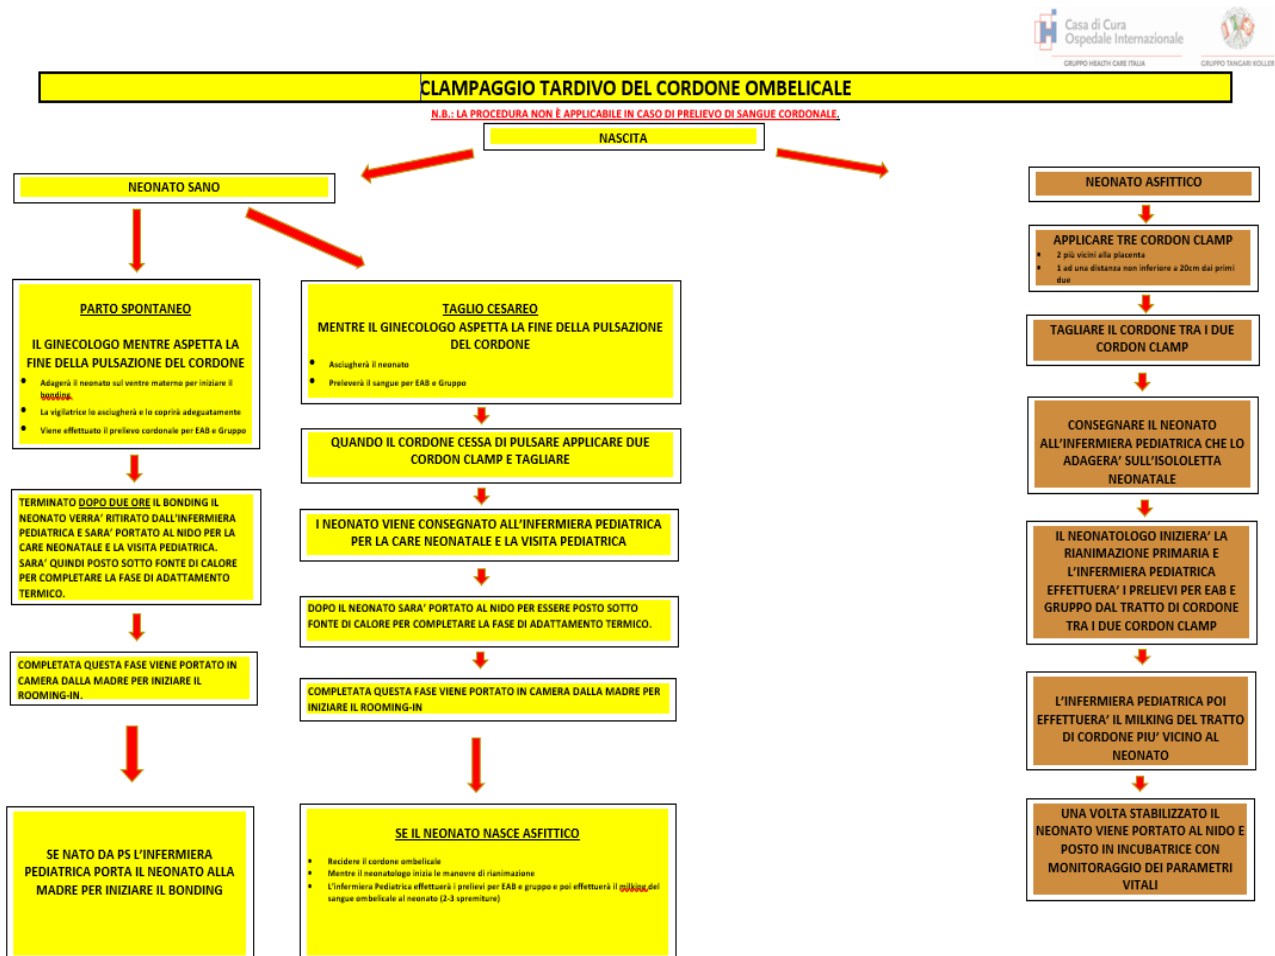 Casa di Cura
Ospedale Internazionale
GRUPPO HEALTH CARE ITALIA
GRUPPO TANGARI KOLLER
CLAMPAGGIO TARDIVO DEL CORDONE OMBELICALE
N.B.: LA PROCEDURA NON È APPLICABILE IN CASO DI PRELIEVO DI SANGUE CORDONALE.
NASCITA
NEONATO SANO
PARTO SPONTANEO
IL GINECOLOGO MENTRE ASPETTA LA
FINE DELLA PULSAZIONE DEL CORDONE
• Adagerà il neonato sul ventre materno per iniziare il
bonding
• La vigilatrice lo asciugherà e lo coprirà adeguatamente
• Viene effettuato il prelievo cordonale per EAB e Gruppo
TERMINATO DOPO DUE ORE IL BONDING IL
NEONATO VERRA' RITIRATO DALL'INFERMIERA
PEDIATRICA E SARA' PORTATO AL NIDO PER LA
CARE NEONATALE E LA VISITA PEDIATRICA.
SARA' QUINDI POSTO SOTTO FONTE DI CALORE
PER COMPLETARE LA FASE DI ADATTAMENTO
TERMICO.
COMPLETATA QUESTA FASE VIENE PORTATO IN
CAMERA DALLA MADRE PER INIZIARE IL
ROOMING-IN.
SE NATO DA PS L'INFERMIERA
PEDIATRICA PORTA IL NEONATO ALLA
MADRE PER INIZIARE IL BONDING
TAGLIO CESAREO
MENTRE IL GINECOLOGO ASPETTA LA FINE DELLA PULSAZIONE
DEL CORDONE
• Asciugherà il neonato
• Preleverà il sangue per EAB e Gruppo
QUANDO IL CORDONE CESSA DI PULSARE APPLICARE DUE
CORDON CLAMP E TAGLIARE
I NEONATO VIENE CONSEGNATO ALL'INFERMIERA PEDIATRICA
PER LA CARE NEONATALE E LA VISITA PEDIATRICA
DOPO IL NEONATO SARA' PORTATO AL NIDO PER ESSERE POSTO SOTTO
FONTE DI CALORE PER COMPLETARE LA FASE DI ADATTAMENTO TERMICO.
COMPLETATA QUESTA FASE VIENE PORTATO IN CAMERA DALLA MADRE PER
INIZIARE IL ROOMING-IN
SE IL NEONATO NASCE ASFITTICO
• Recidere il cordone ombelicale
• Mentre il neonatologo inizia le manovre di rianimazione
• L'infermiera Pediatrica effettuerà i prelievi per EAB e gruppo e poi effettuerà il milking del
sangue ombelicale al neonato (2-3 spremiture)
NEONATO ASFITTICO
APPLICARE TRE CORDON CLAMP
• 2 più vicini alla placenta
• 1 ad una distanza non inferiore a 20cm dai primi
due
TAGLIARE IL CORDONE TRA I DUE
CORDON CLAMP
CONSEGNARE IL NEONATO
ALL'INFERMIERA PEDIATRICA CHE LO
ADAGERA' SULL'ISOLOLETTA
NEONATALE
IL NEONATOLOGO INIZIERA' LA
RIANIMAZIONE PRIMARIA E
L'INFERMIERA PEDIATRICA
EFFETTUERA' I PRELIEVI PER EAB E
GRUPPO DAL TRATTO DI CORDONE
TRA I DUE CORDON CLAMP
L'INFERMIERA PEDIATRICA POI
EFFETTUERA' IL MILKING DEL TRATTO
DI CORDONE PIU' VICINO AL
NEONATO
UNA VOLTA STABILIZZATO IL
NEONATO VIENE PORTATO AL NIDO E
POSTO IN INCUBATRICE CON
MONITORAGGIO DEI PARAMETRI
VITALI